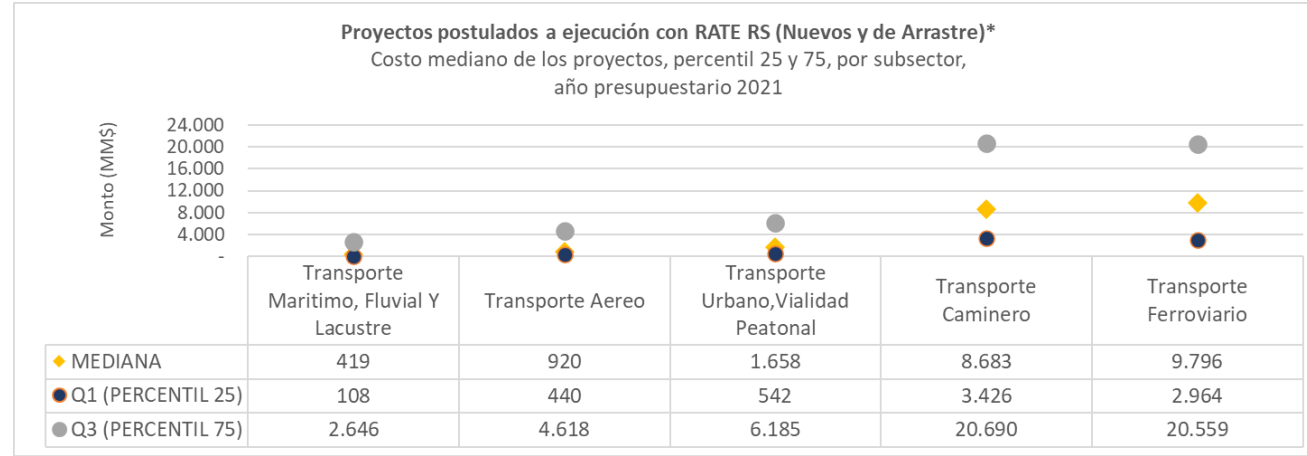 Proyectos postulados a ejecución con RATE RS (Nuevos y de Arrastre)*
Costo mediano de los proyectos, percentil 25 y 75, por subsector,
año presupuestario 2021
Monto (MM$)
24.000
20.000
16.000
12.000
8.000
4.000
-
Transporte
Maritimo, Fluvial Y
Lacustre
Transporte Aereo
Transporte
Urbano,Vialidad
Peatonal
Transporte
Caminero
Transporte
Ferroviario
MEDIANA 419 920 1.658 8.683 9.796
Q1 (PERCENTIL 25) 108 440 542 3.426 2.964
Q3 (PERCENTIL 75) 2.646 4.618 6.185 20.690 20.559